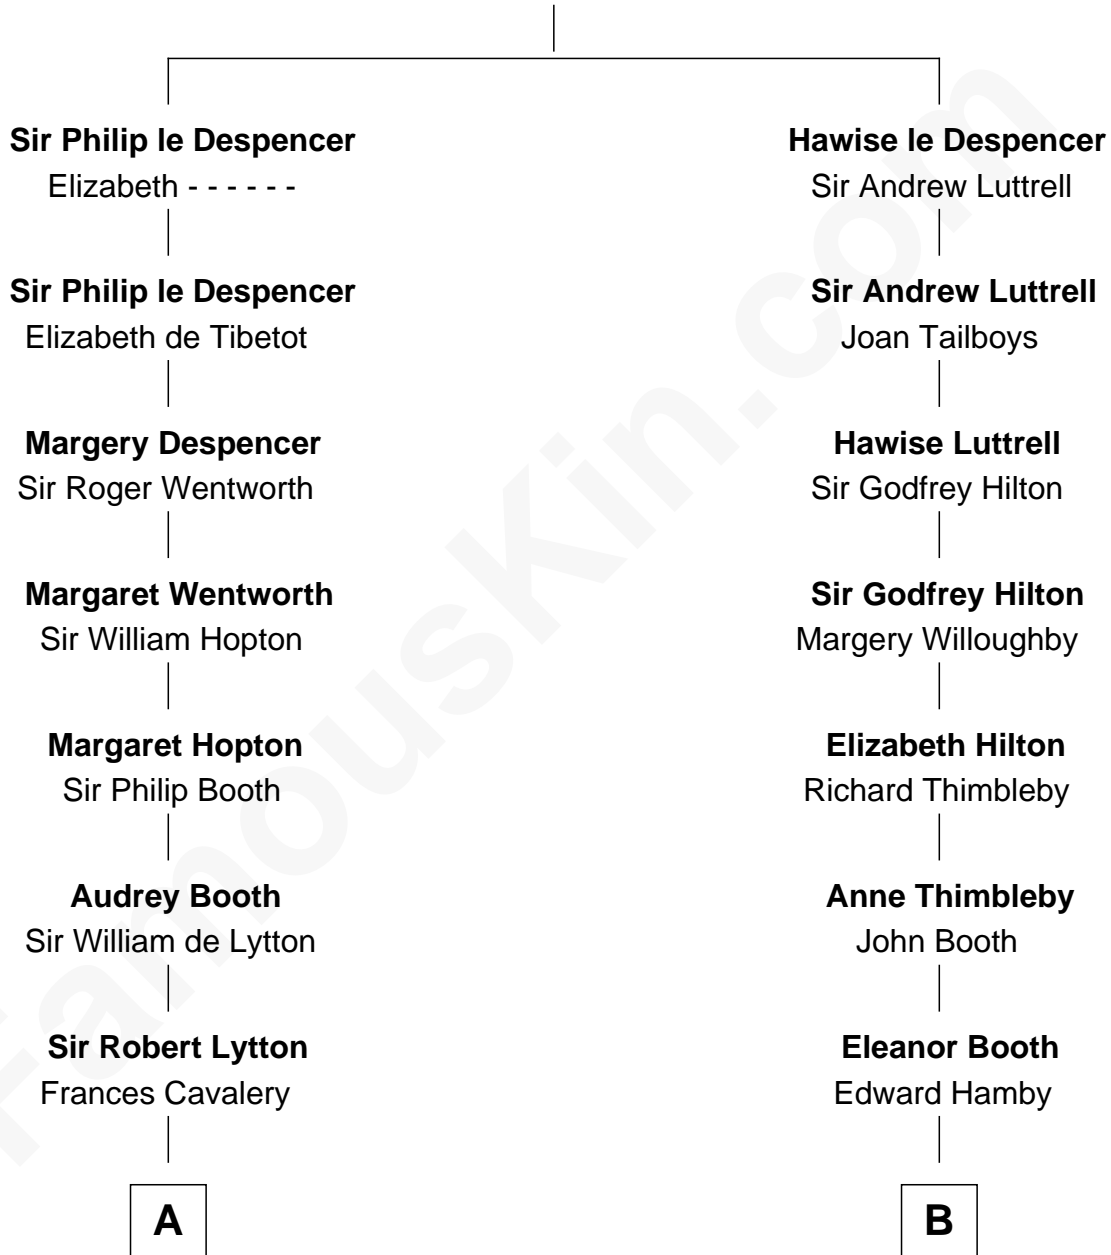 Sir Philip le Despencer
Elizabeth - - - - - -
Sir Philip le Despencer
Elizabeth de Tibetot
Margery Despencer
Sir Roger Wentworth
Margaret Wentworth
Sir William Hopton
Margaret Hopton
Sir Philip Booth
Audrey Booth
Sir William de Lytton
Sir Robert Lytton
Frances Cavalery
A
Hawise le Despencer
Sir Andrew Luttrell
Sir Andrew Luttrell
Joan Tailboys
Hawise Luttrell
Sir Godfrey Hilton
Sir Godfrey Hilton
Margery Willoughby
Elizabeth Hilton
Richard Thimbleby
Anne Thimbleby
John Booth
Eleanor Booth
Edward Hamby
B
FamousKin.com